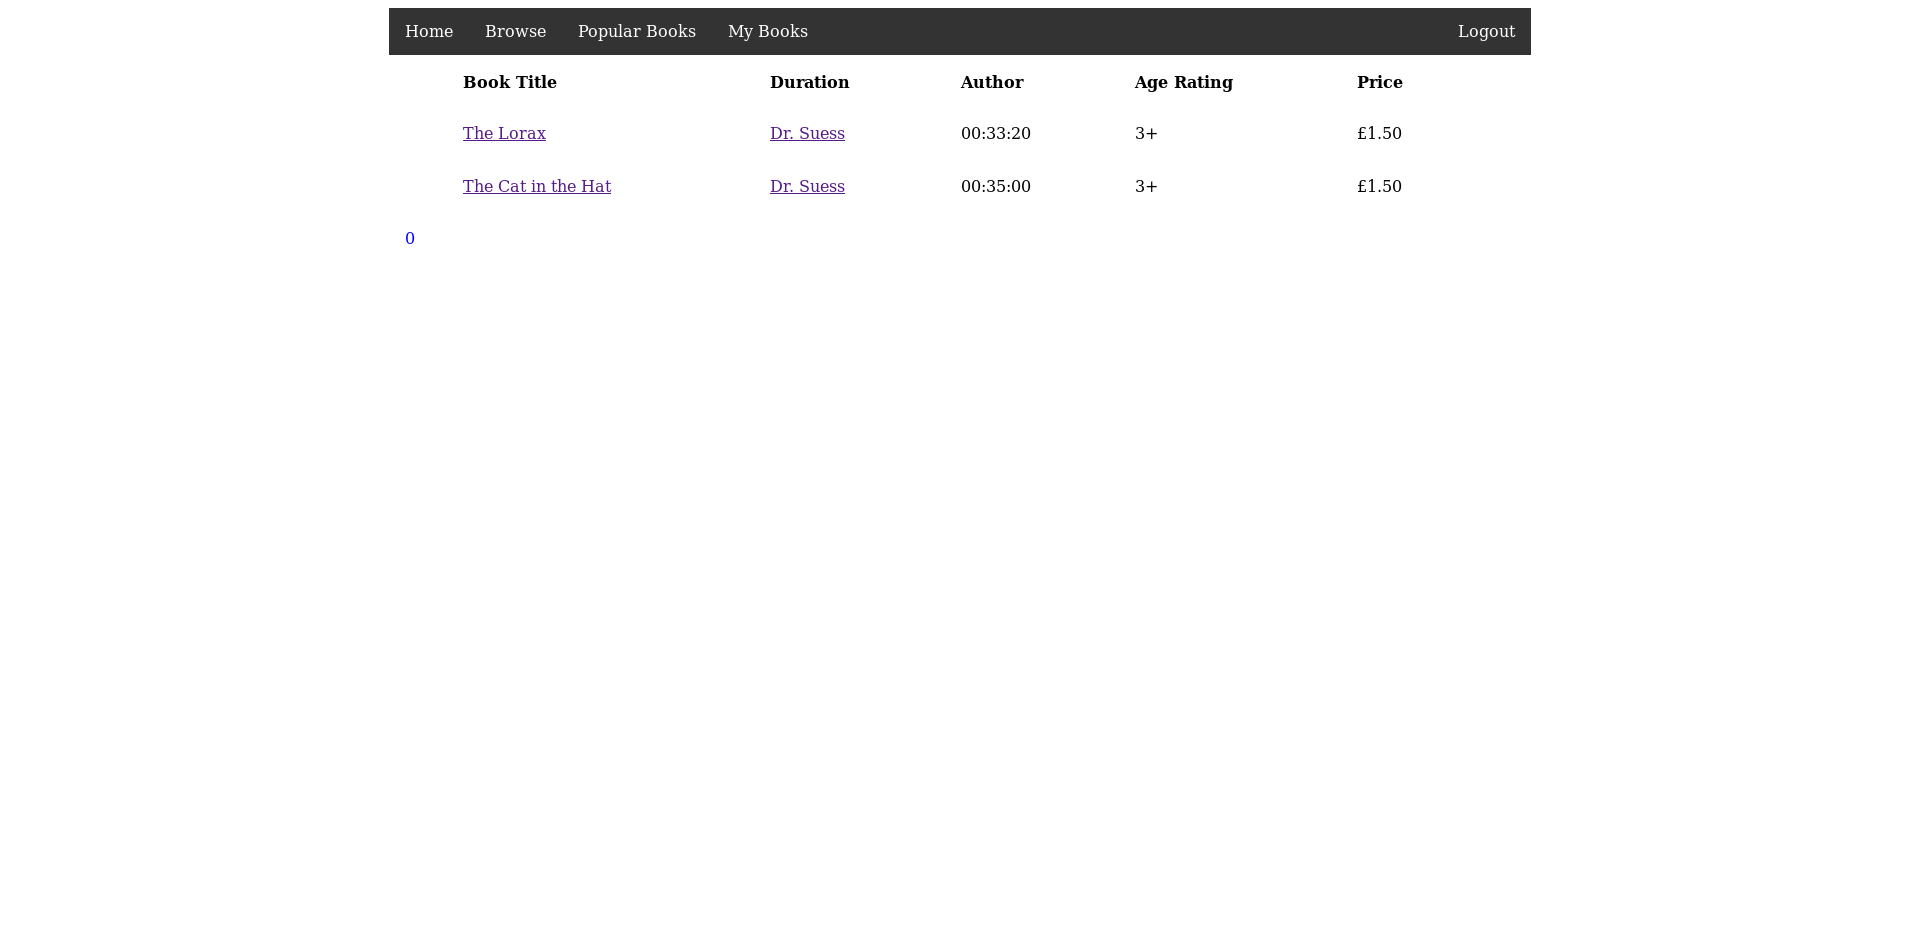 Home Browse Popular Books My Books Logout
Book Title Duration Author Age Rating Price
The Lorax Dr. Suess 00:33:20 3+ £1.50
The Cat in the Hat Dr. Suess 00:35:00 3+ £1.50
0